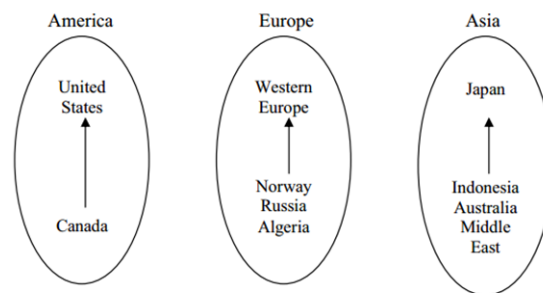 America
Europe
Asia
United
States
Western
Europe
Japan
Canada
Norway
Russia
Algeria
Indonesia
Australia
Middle
East